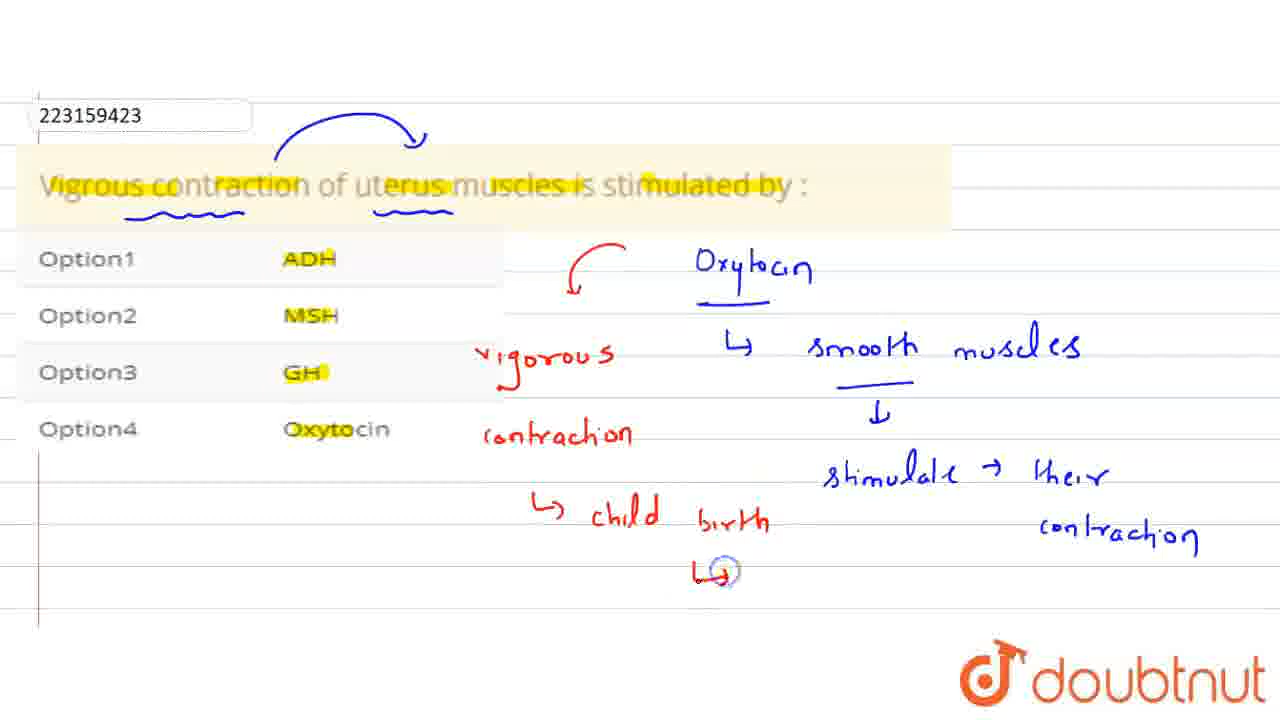 223159423
Vigrous contraction of uterus muscles is stimulated by :
Option1 ADH
Option2 MSH
Option3 GH
Option4 Oxytocin
Oxytocin
↳ smooth muscles
↓
stimulate → their
contraction
vigorous
contraction
↳ child birth
↳
doubtnut